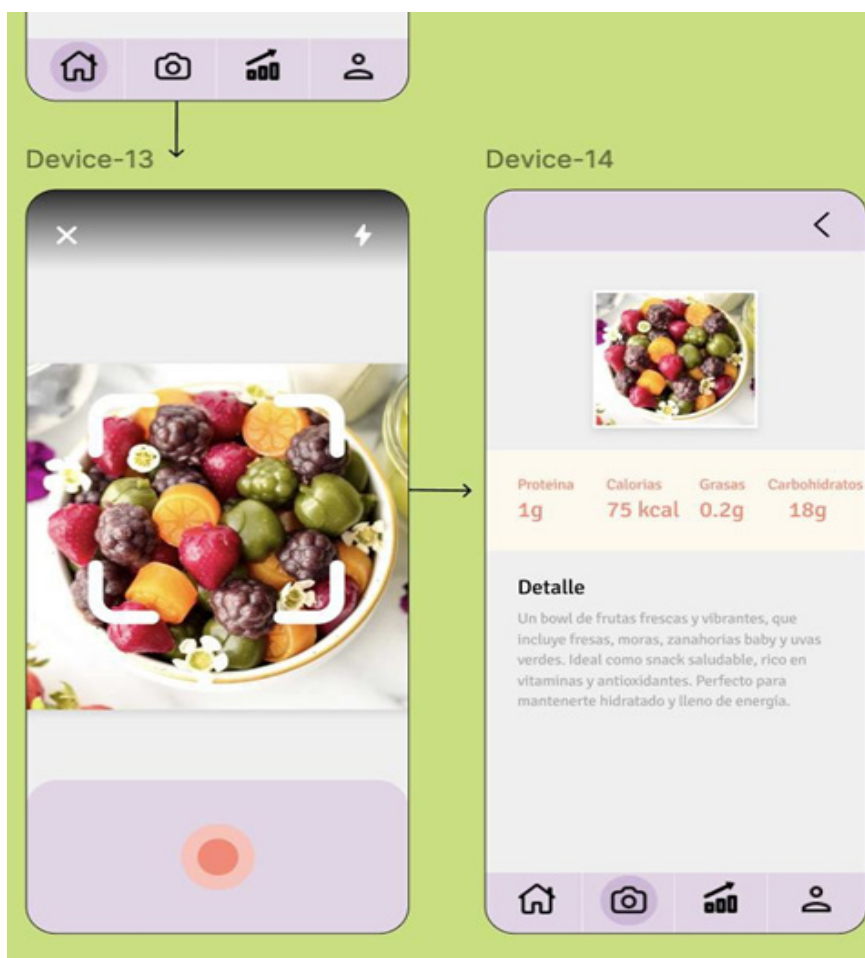 Device-13
Device-14
Proteina
Calorias
Grasas
Carbohidratos
1g
75 kcal
0.2g
18g
Detalle
Un bowl de frutas frescas y vibrantes, que
incluye fresas, moras, zanahorias baby y uvas
verdes. Ideal como snack saludable, rico en
vitaminas y antioxidantes. Perfecto para
mantenerte hidratado y lleno de energía.